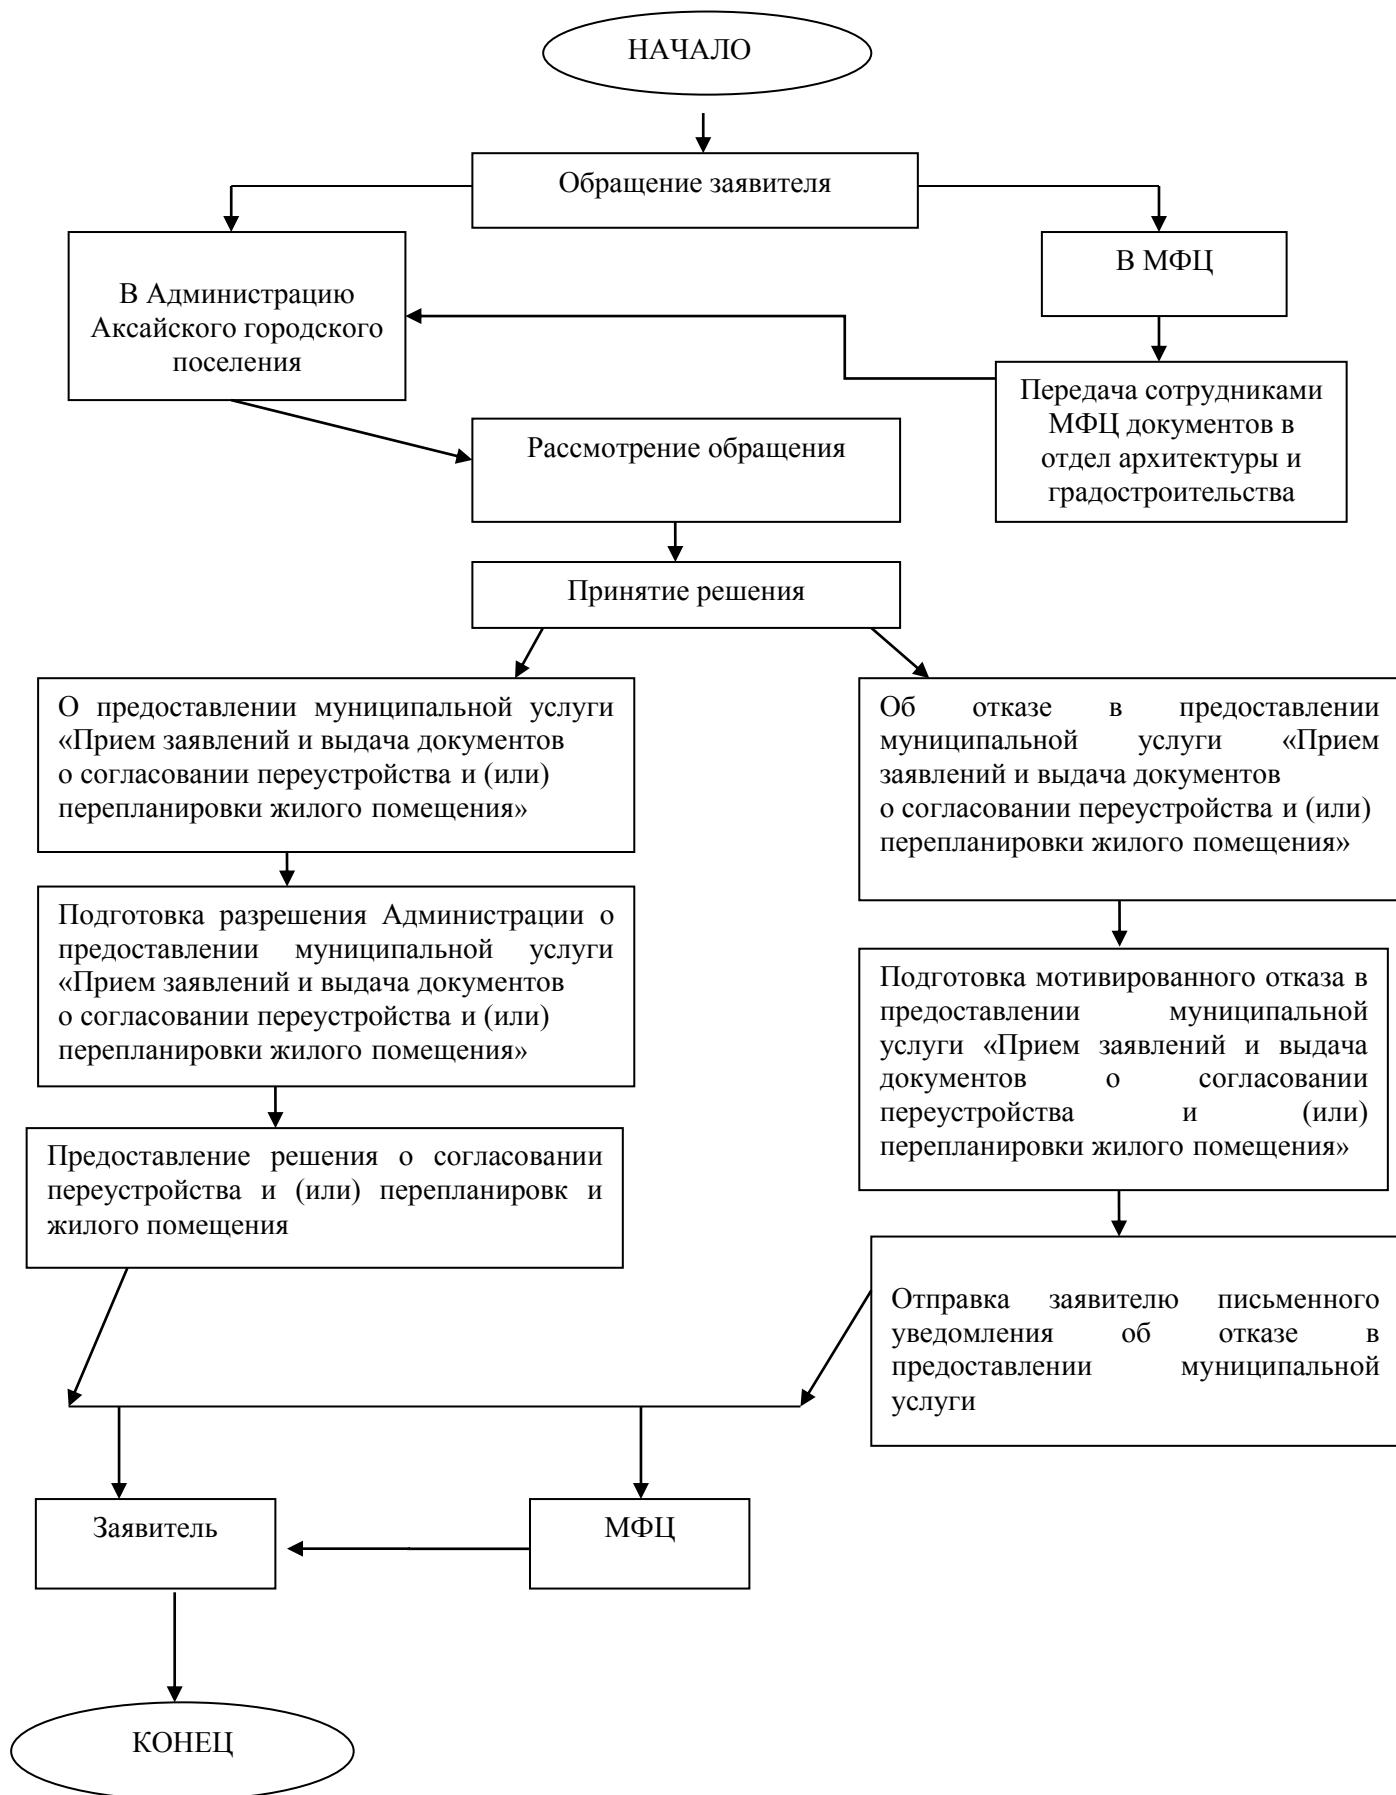 НАЧАЛО
Обращение заявителя
В Администрацию
Аксайского городского
поселения
В МФЦ
Передача сотрудниками
МФЦ документов в
отдел архитектуры и
градостроительства
Рассмотрение обращения
Принятие решения
О предоставлении муниципальной услуги
«Прием заявлений и выдача документов
о согласовании переустройства и (или)
перепланировки жилого помещения»
Об отказе в предоставлении
муниципальной услуги «Прием
заявлений и выдача документов
о согласовании переустройства и (или)
перепланировки жилого помещения»
Подготовка разрешения Администрации о
предоставлении муниципальной услуги
«Прием заявлений и выдача документов
о согласовании переустройства и (или)
перепланировки жилого помещения»
Подготовка мотивированного отказа в
предоставлении муниципальной
услуги «Прием заявлений и выдача
документов о согласовании
переустройства и (или)
перепланировки жилого помещения»
Предоставление решения о согласовании
переустройства и (или) перепланировк и
жилого помещения
Отправка заявителю письменного
уведомления об отказе в
предоставлении муниципальной
услуги
Заявитель
МФЦ
КОНЕЦ